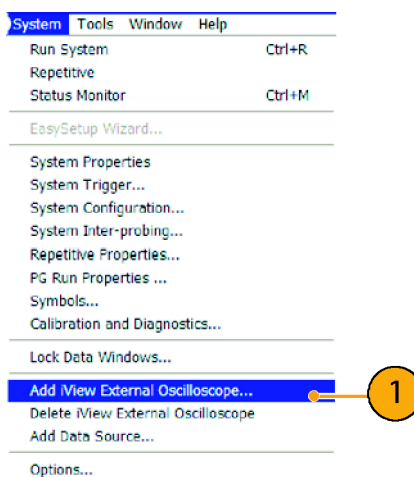 System Tools Window Help
Run System Ctrl+R
Repetitive
Status Monitor Ctrl+M
EasySetup Wizard...
System Properties
System Trigger...
System Configuration...
System Inter-probing...
Repetitive Properties...
PG Run Properties ...
Symbols...
Calibration and Diagnostics...
Lock Data Windows...
Add iView External Oscilloscope...
1
Delete iView External Oscilloscope
Add Data Source...
Options...